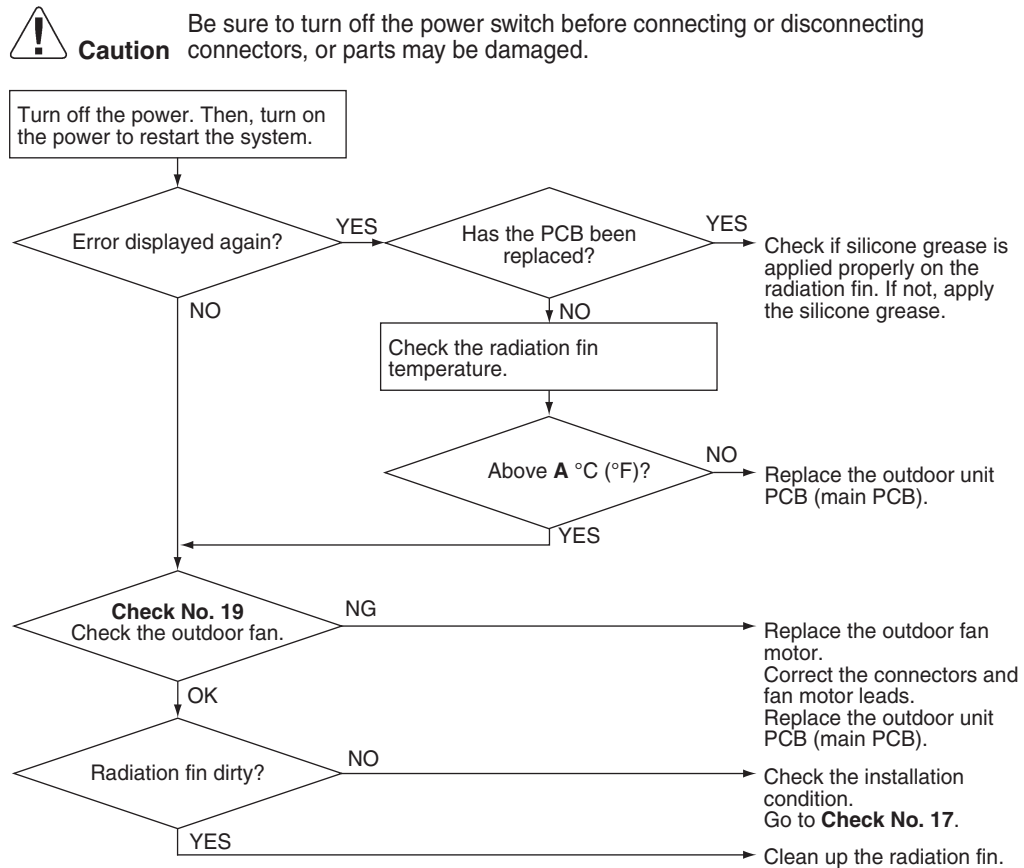 Be sure to turn off the power switch before connecting or disconnecting
Caution connectors, or parts may be damaged.
Turn off the power. Then, turn on
the power to restart the system.
Error displayed again?
YES
Has the PCB been
replaced?
YES
Check if silicone grease is
applied properly on the
radiation fin. If not, apply
the silicone grease.
NO
NO
Check the radiation fin
temperature.
Above A °C (°F)?
NO
Replace the outdoor unit
PCB (main PCB).
YES
Check No. 19
Check the outdoor fan.
NG
Replace the outdoor fan
motor.
Correct the connectors and
fan motor leads.
Replace the outdoor unit
PCB (main PCB).
OK
Radiation fin dirty?
NO
Check the installation
condition.
Go to Check No. 17.
YES
Clean up the radiation fin.